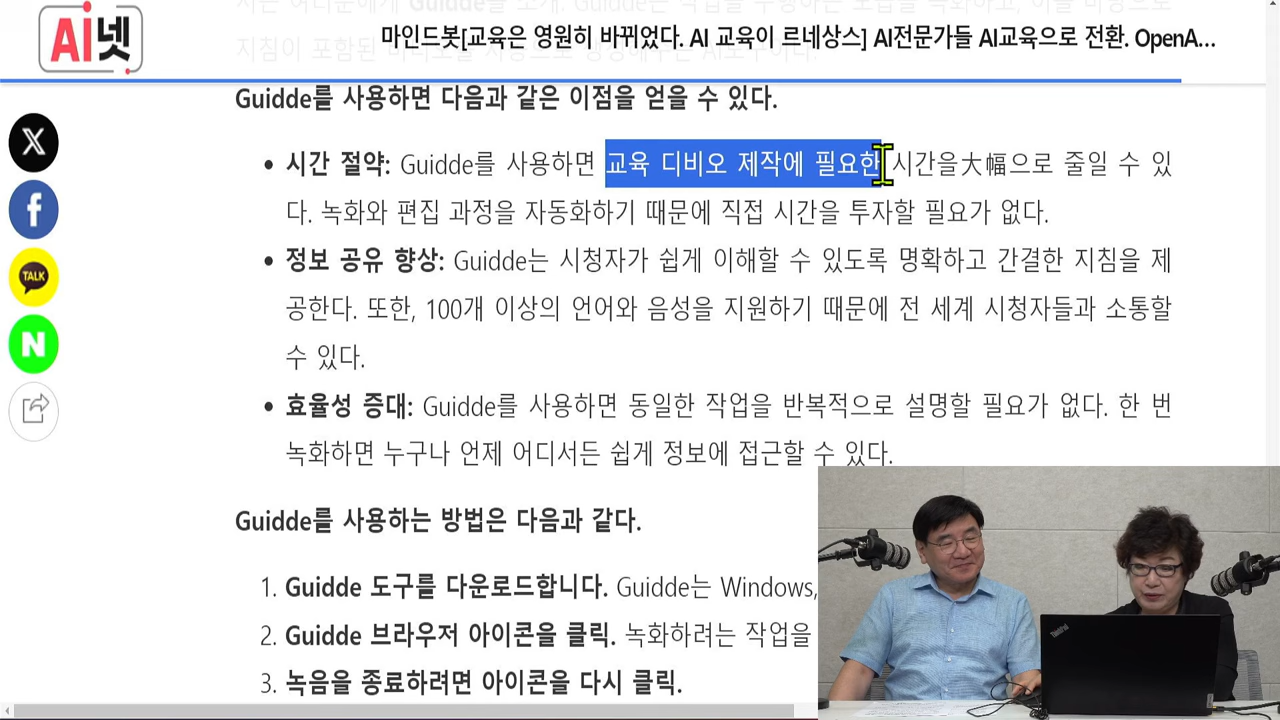 Ai넷
마인드봇[교육은 영원히 바뀌었다. AI 교육이 르네상스] AI전문가들 AI교육으로 전환. OpenA...
Guidde를 사용하면 다음과 같은 이점을 얻을 수 있다.
• 시간 절약: Guidde를 사용하면 교육 디비오 제작에 필요한 시간을大幅으로 줄일 수 있
다. 녹화와 편집 과정을 자동화하기 때문에 직접 시간을 투자할 필요가 없다.
• 정보 공유 향상: Guidde는 시청자가 쉽게 이해할 수 있도록 명확하고 간결한 지침을 제
공한다. 또한, 100개 이상의 언어와 음성을 지원하기 때문에 전 세계 시청자들과 소통할
수 있다.
• 효율성 증대: Guidde를 사용하면 동일한 작업을 반복적으로 설명할 필요가 없다. 한 번
녹화하면 누구나 언제 어디서든 쉽게 정보에 접근할 수 있다.
Guidde를 사용하는 방법은 다음과 같다.
1. Guidde 도구를 다운로드합니다. Guidde는 Windows,
2. Guidde 브라우저 아이콘을 클릭. 녹화하려는 작업을
3. 녹음을 종료하려면 아이콘을 다시 클릭.
X
f
TALK
N
ThinkPad